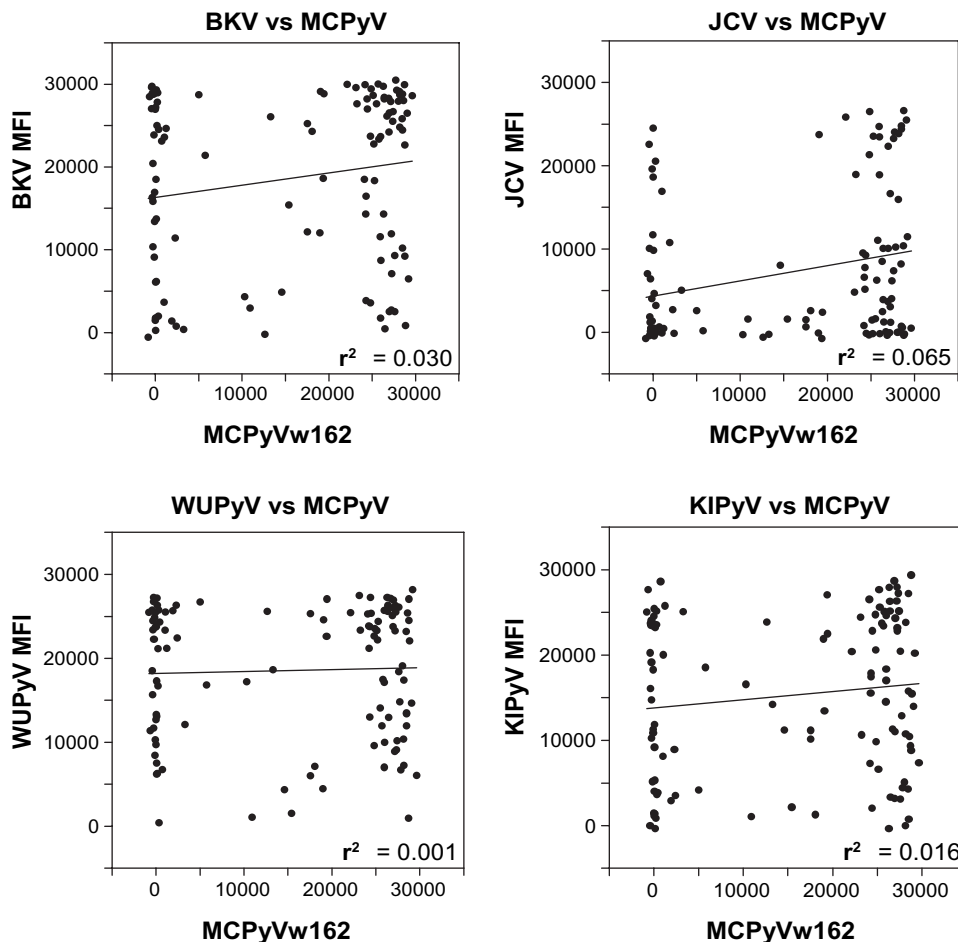 BKV vs MCPyV
BKV MFI
30000
20000
10000
0
r² = 0.030
0 10000 20000 30000
MCPyVw162
JCV vs MCPyV
JCV MFI
30000
20000
10000
0
r² = 0.065
0 10000 20000 30000
MCPyVw162
WUPyV vs MCPyV
WUPyV MFI
30000
20000
10000
0
r² = 0.001
0 10000 20000 30000
MCPyVw162
KIPyV vs MCPyV
KIPyV MFI
30000
20000
10000
0
r² = 0.016
0 10000 20000 30000
MCPyVw162